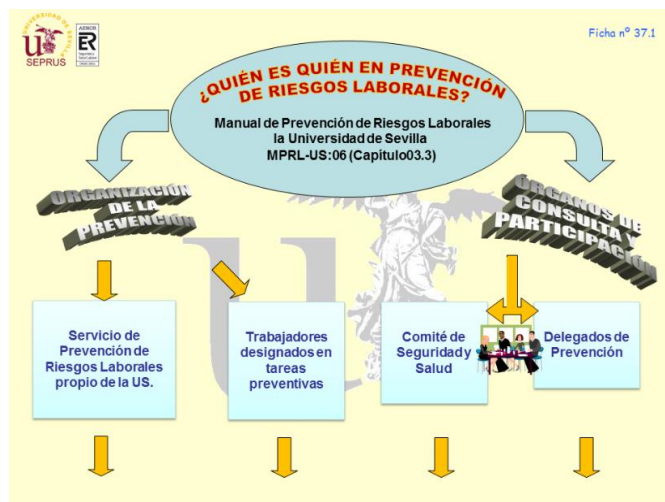 UNIVERSIDAD DE SEVILLA
SEPRUS
AENOR
ER
Ficha nº 37.1
¿QUIÉN ES QUIÉN EN PREVENCIÓN
DE RIESGOS LABORALES?
Manual de Prevención de Riesgos Laborales
la Universidad de Sevilla
MPRL-US:06 (Capitulo03.3)
ORGANIZACIÓN
DE LA
PREVENCIÓN
ÓRGANOS DE
CONSULTA Y
PARTICIPACIÓN
Servicio de
Prevención de
Riesgos Laborales
propio de la US.
Trabajadores
designados en
tareas
preventivas
Comité de
Seguridad y
Salud
Delegados de
Prevención